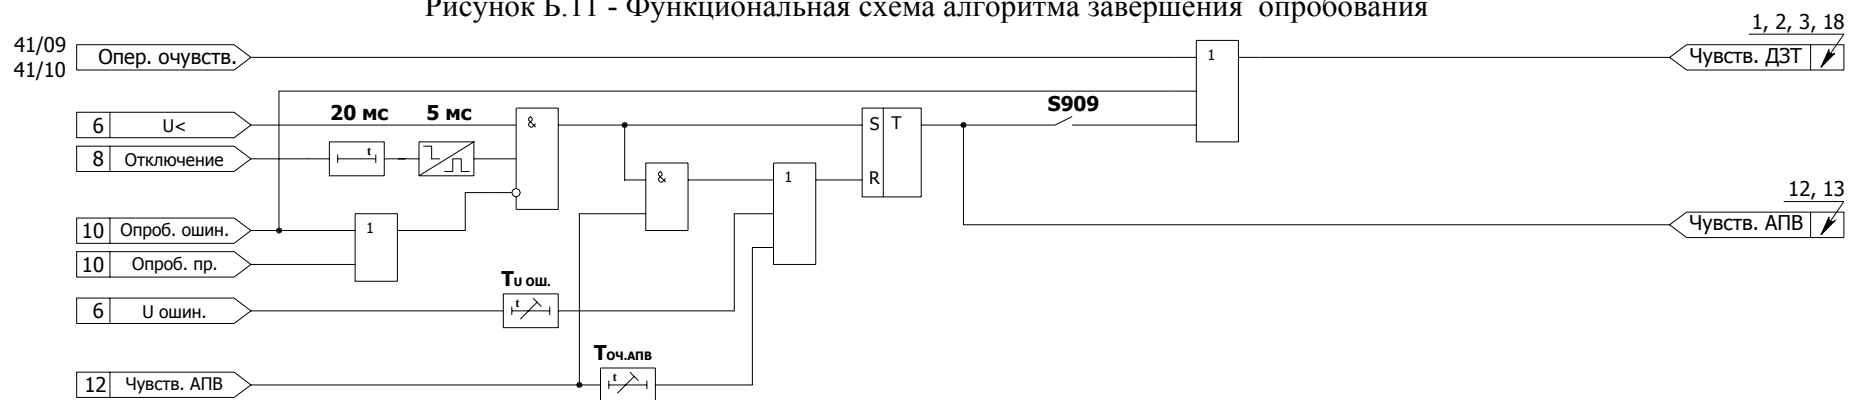 Рисунок Б.11 - Функциональная схема алгоритма завершения опробования
1, 2, 3, 18
41/09
41/10
Опер. очувств.
1
Чувств. ДЗТ
20 мс
5 мс
S909
6
U<
&
S
T
8
Отключение
t
&
1
R
12, 13
10
Опроб. ошин.
1
Чувств. АПВ
10
Опроб. пр.
TU ОШ.
6
U ошин.
t
TОЧ.АПВ
12
Чувств. АПВ
t